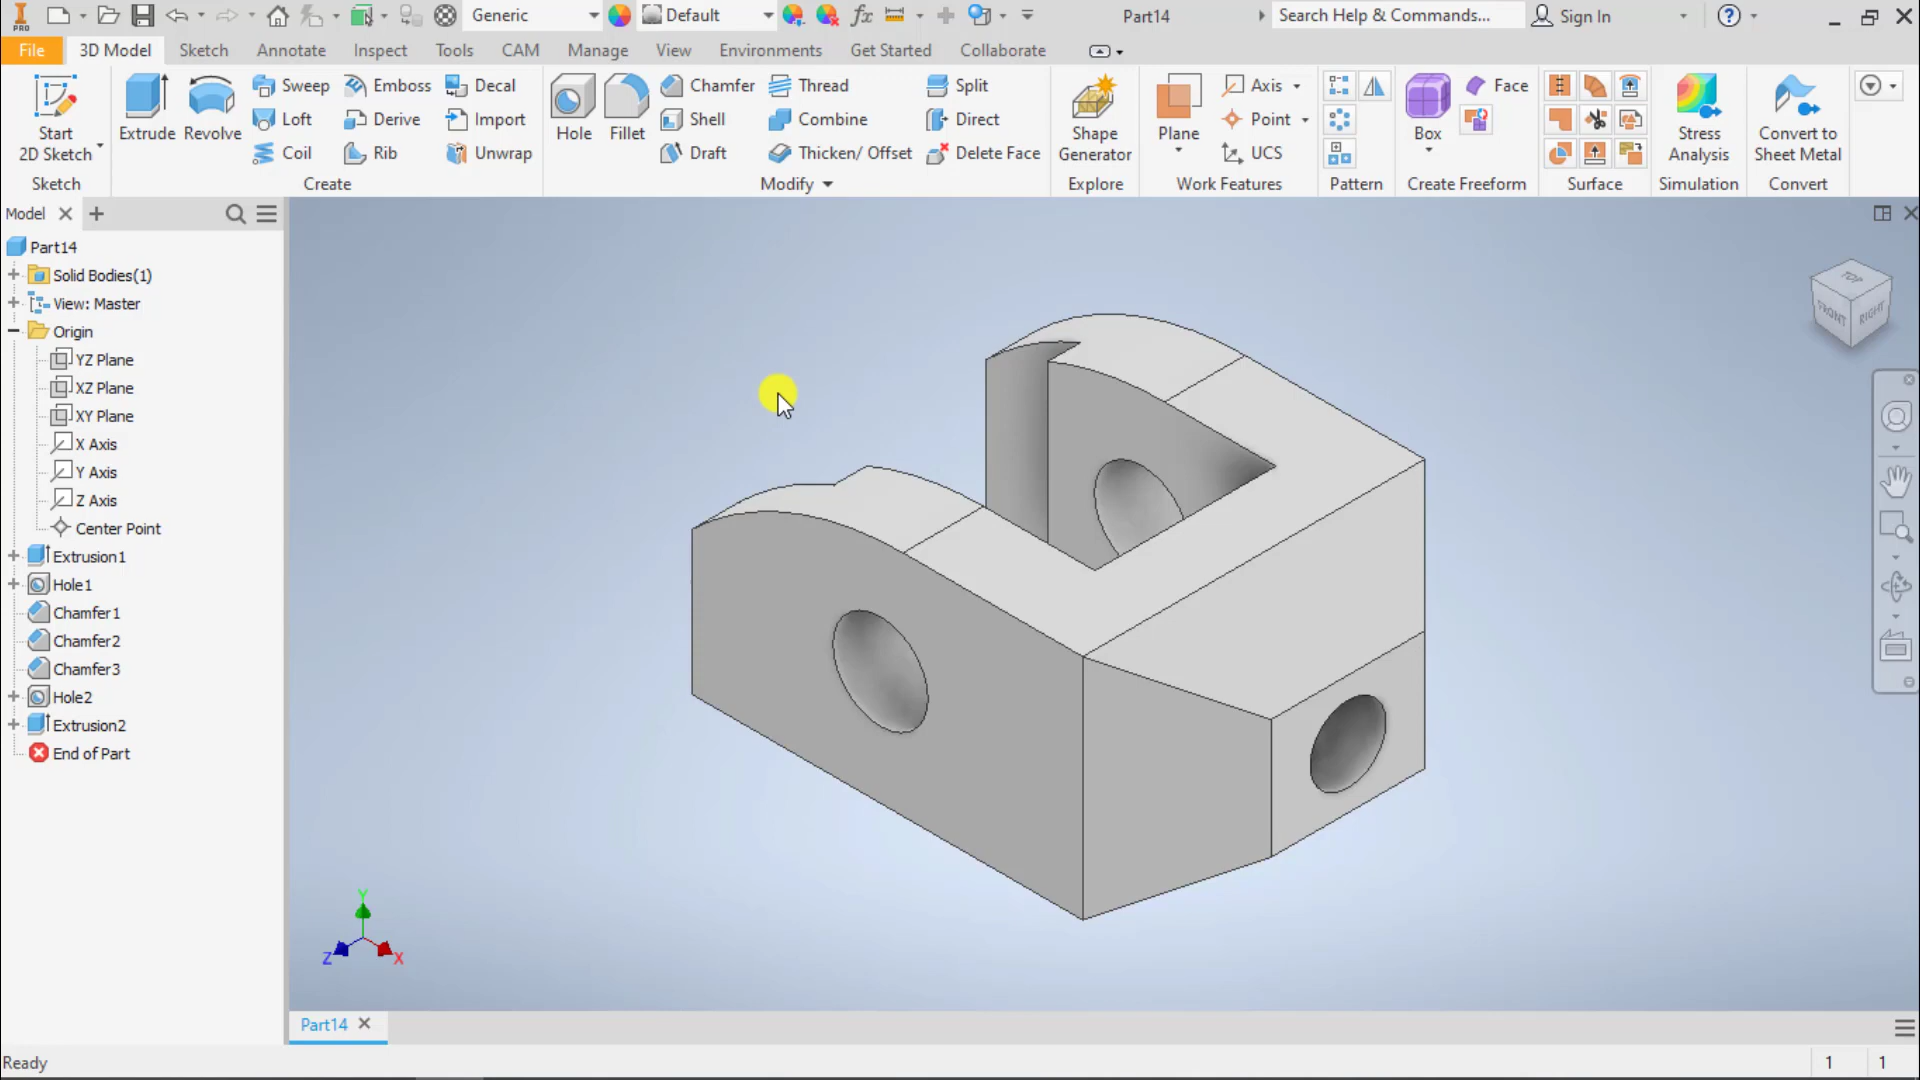 PRO Generic Default fx Part14 Search Help & Commands... Sign In
File 3D Model Sketch Annotate Inspect Tools CAM Manage View Environments Get Started Collaborate
Start
2D Sketch
Sketch
Extrude
Revolve
Sweep
Loft
Coil
Emboss
Derive
Rib
Decal
Import
Unwrap
Create
Hole
Fillet
Chamfer
Shell
Draft
Thread
Combine
Thicken/ Offset
Split
Direct
Delete Face
Modify
Shape
Generator
Explore
Plane
Axis
Point
UCS
Work Features
Pattern
Box
Face
Create Freeform
Surface
Stress
Analysis
Simulation
Convert to
Sheet Metal
Convert
Model
Part14
Solid Bodies(1)
View: Master
Origin
YZ Plane
XZ Plane
XY Plane
X Axis
Y Axis
Z Axis
Center Point
Extrusion1
Hole1
Chamfer1
Chamfer2
Chamfer3
Hole2
Extrusion2
End of Part
TOP
FRONT RIGHT
Y
Z X
Part14
Ready 1 1